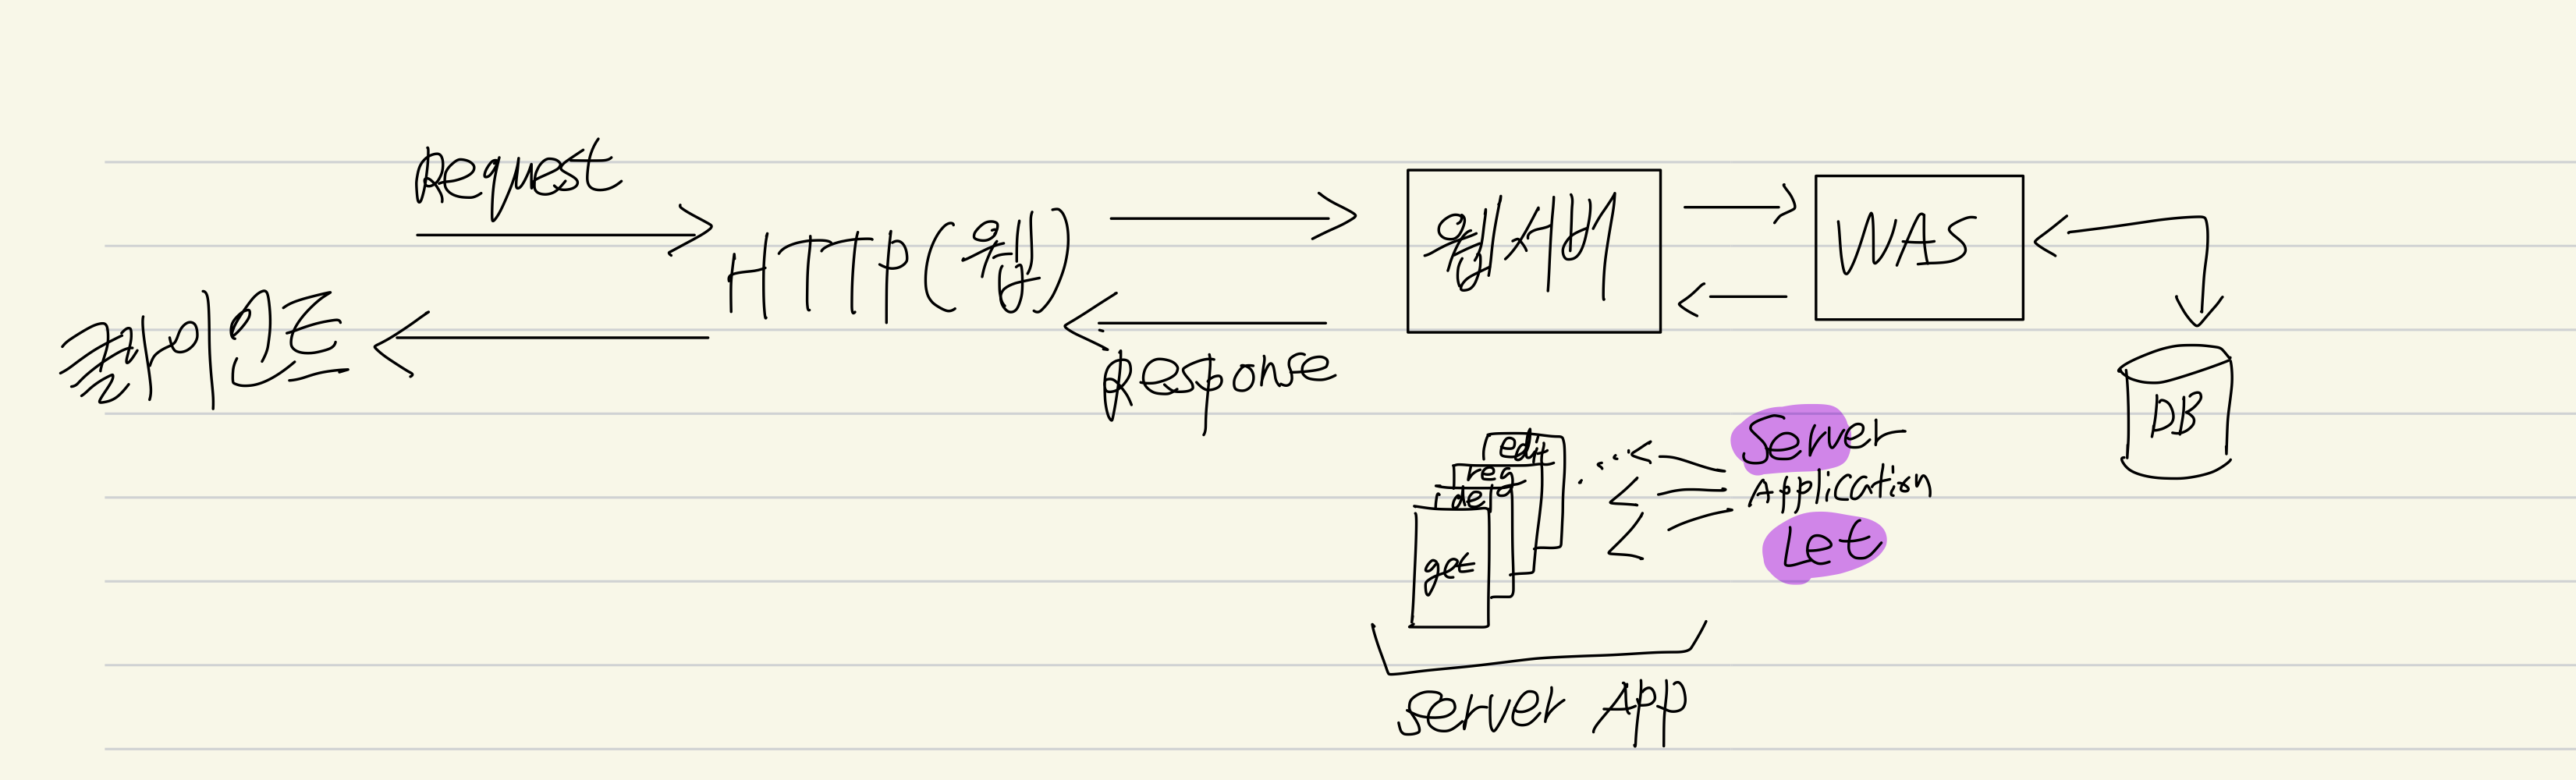 Request
HTTP(웹)
웹서버
WAS
클라이언트
Response
DB
edit
reg
del
get
Server
Application
Let
Server App